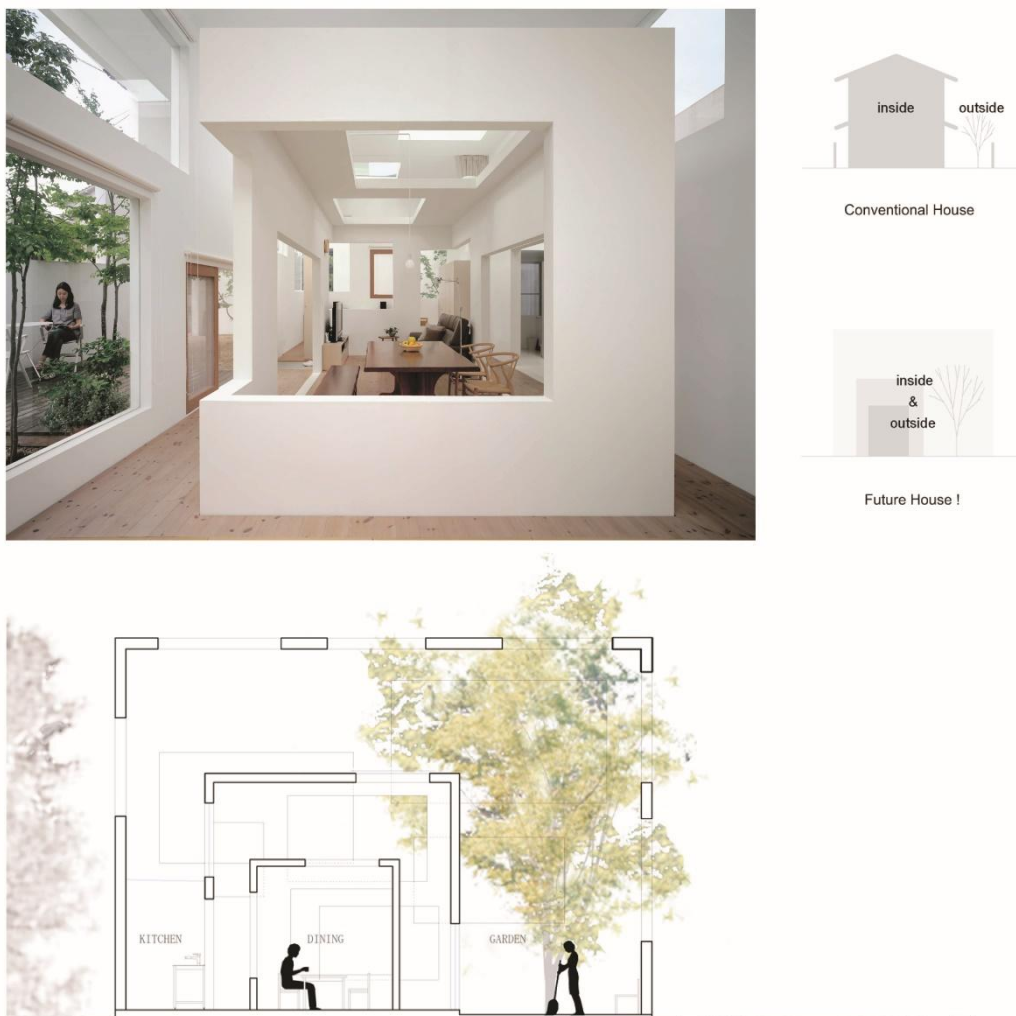 inside
outside
Conventional House
inside
&
outside
Future House !
KITCHEN
DINING
GARDEN